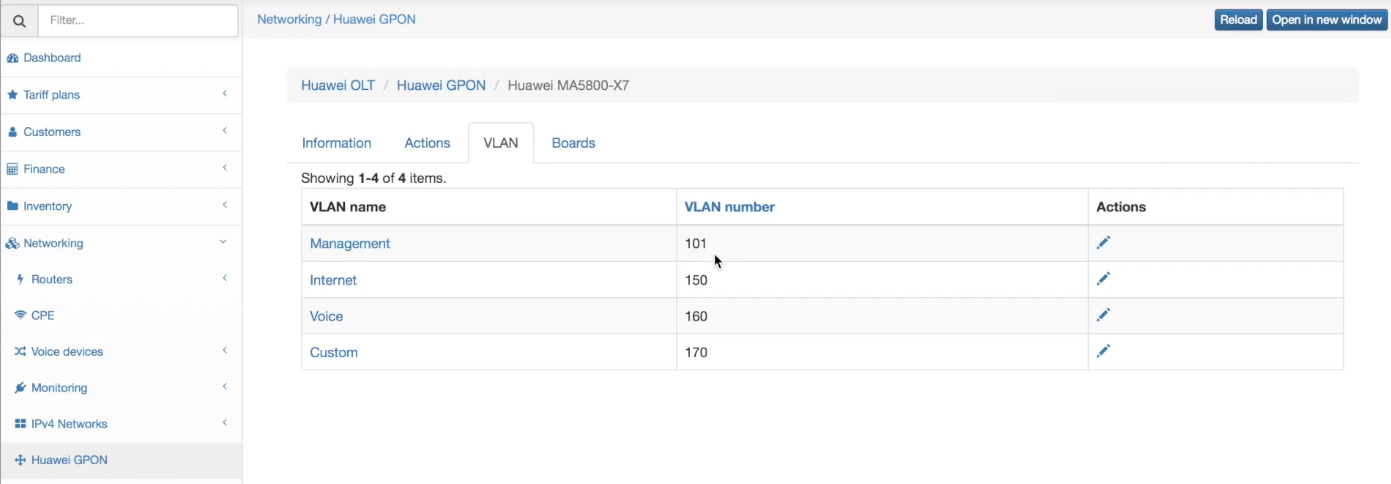 Filter...
Networking / Huawei GPON
Reload
Open in new window
Dashboard
Tariff plans
Customers
Finance
Inventory
Networking
Routers
CPE
Voice devices
Monitoring
IPv4 Networks
Huawei GPON
Huawei OLT / Huawei GPON / Huawei MA5800-X7
Information Actions VLAN Boards
Showing 1-4 of 4 items.
VLAN name VLAN number Actions
Management 101
Internet 150
Voice 160
Custom 170